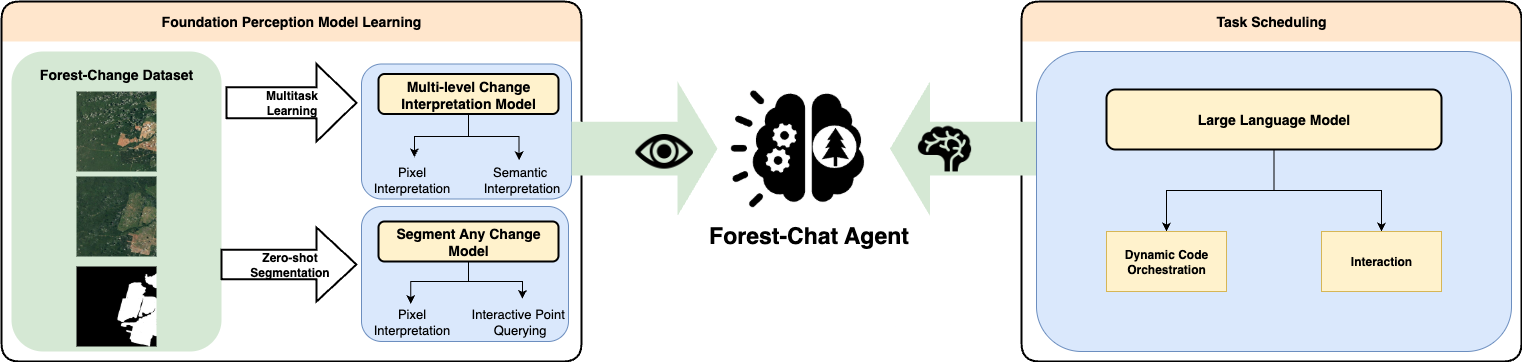 Foundation Perception Model Learning
Forest-Change Dataset
Multitask
Learning
Multi-level Change
Interpretation Model
Pixel
Interpretation
Semantic
Interpretation
Zero-shot
Segmentation
Segment Any Change
Model
Pixel
Interpretation
Interactive Point
Querying
Forest-Chat Agent
Task Scheduling
Large Language Model
Dynamic Code
Orchestration
Interaction